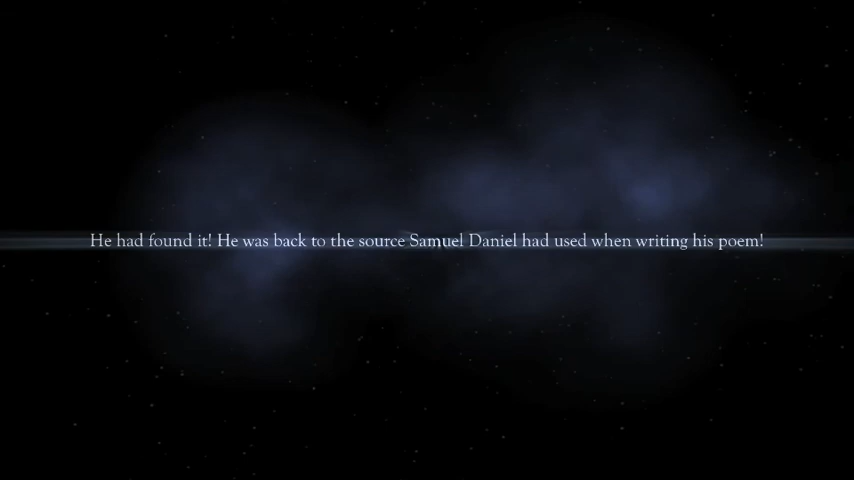 He had found it! He was back to the source Samuel Daniel had used when writing his poem!